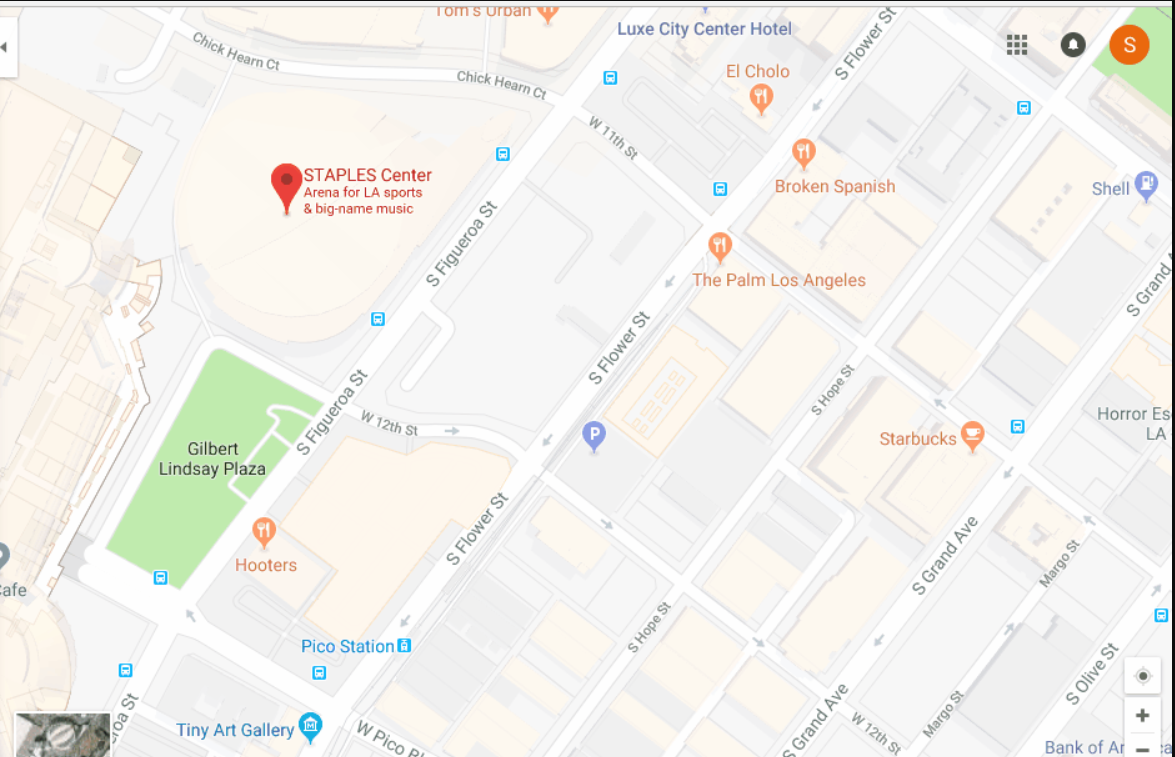 Tom's Urban
Luxe City Center Hotel
S Flower St
S
Chick Hearn Ct
Chick Hearn Ct
El Cholo
W 11th St
STAPLES Center
Arena for LA sports
& big-name music
Broken Spanish
Shell
S Figueroa St
The Palm Los Angeles
S Grand
S Flower St
S Hope St
S Figueroa St
W 12th St
P
Horror Es
LA
Starbucks
Gilbert
Lindsay Plaza
S Flower St
S Grand Ave
Hooters
Margo St
afe
S Hope St
Pico Station
S Olive St
S Grand Ave
Margo St
W 12th St
Tiny Art Gallery
M
oa St
W Pico
Bank of A
ca